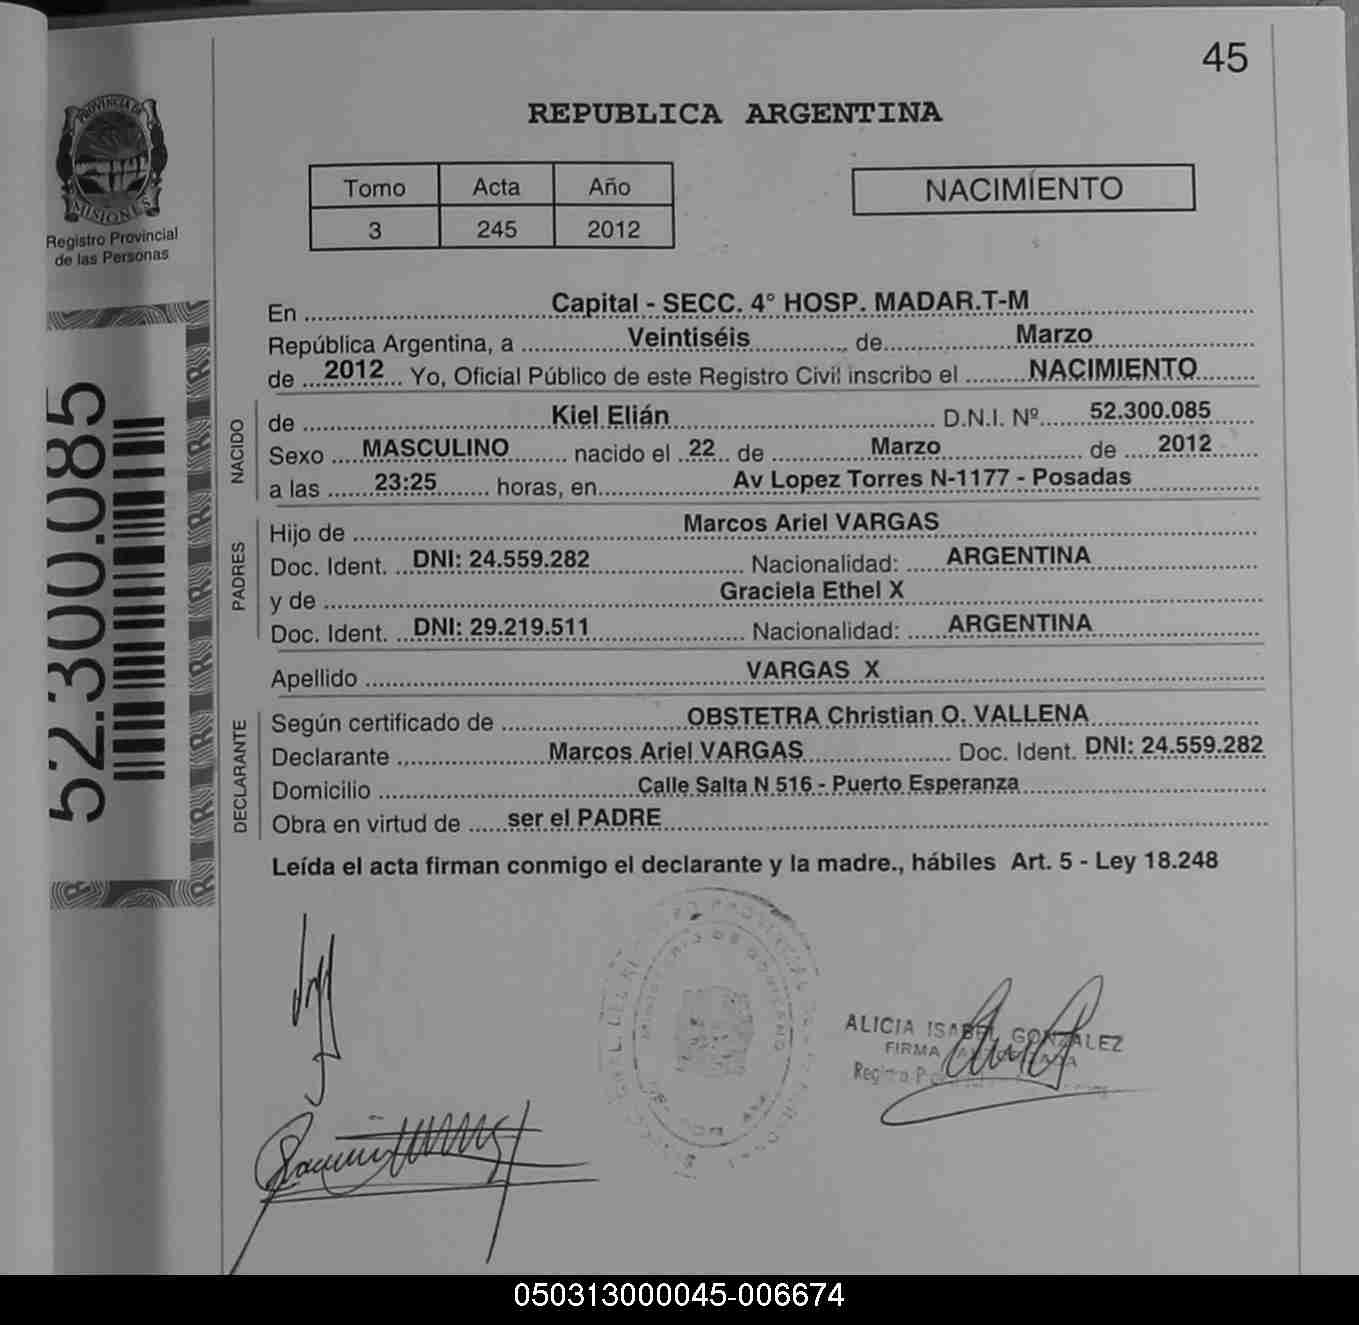 45
PROVINCIA DE
MISIONES
Registro Provincial
de las Personas
52.300.085
REPUBLICA ARGENTINA
Tomo Acta Año
3 245 2012
NACIMIENTO
En Capital - SECC. 4° HOSP. MADAR.T-M
República Argentina, a Veintiséis de Marzo
de 2012 Yo, Oficial Público de este Registro Civil inscribo el NACIMIENTO
NACIDO
de Kiel Elián D.N.I. Nº 52.300.085
Sexo MASCULINO nacido el 22 de Marzo de 2012
a las 23:25 horas, en Av Lopez Torres N-1177 - Posadas
PADRES
Hijo de Marcos Ariel VARGAS
Doc. Ident. DNI: 24.559.282 Nacionalidad: ARGENTINA
y de Graciela Ethel X
Doc. Ident. DNI: 29.219.511 Nacionalidad: ARGENTINA
Apellido VARGAS X
DECLARANTE
Según certificado de OBSTETRA Christian O. VALLENA
Declarante Marcos Ariel VARGAS Doc. Ident. DNI: 24.559.282
Domicilio Calle Salta N 516 - Puerto Esperanza
Obra en virtud de ser el PADRE
Leída el acta firman conmigo el declarante y la madre., hábiles Art. 5 - Ley 18.248
MINISTERIO DE GOBIERNO
ALICIA ISABEL GONZALEZ
FIRMA
050313000045-006674